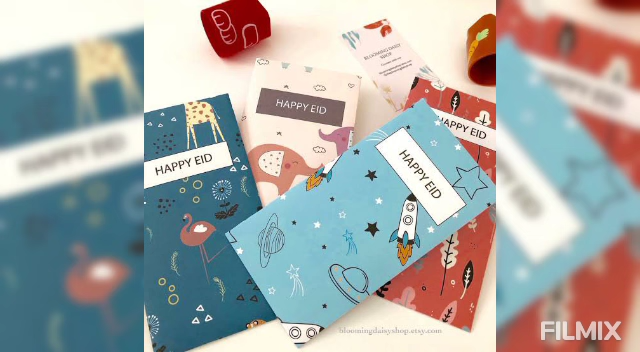 BLOOMING DAISY
SHOP
HAPPY EID
HAPPY EID
HAPPY EID
HAPPY EID
bloomingdaisyshop.etsy.com
FILMIX